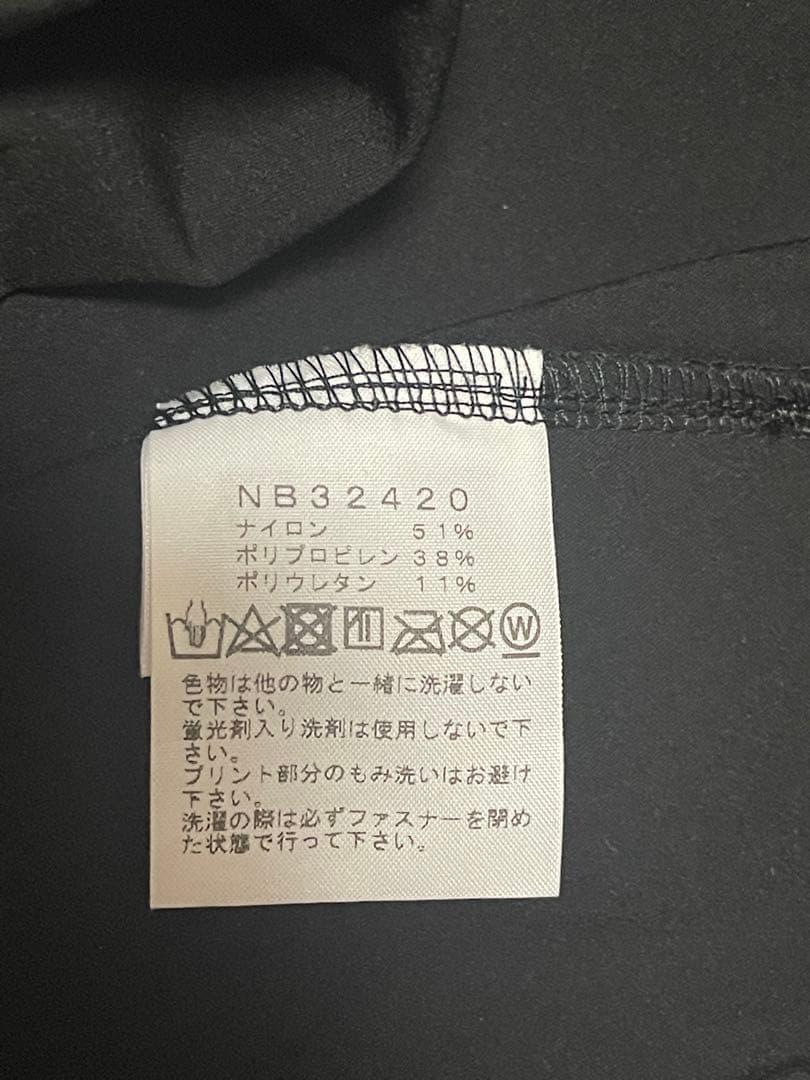 NB32420
ナイロン 51%
ポリプロピレン 38%
ポリウレタン 11%
W
色物は他の物と一緒に洗濯しない
で下さい。
蛍光剤入り洗剤は使用しないで下
さい。
プリント部分のもみ洗いはお避け
下さい。
洗濯の際は必ずファスナーを閉め
た状態で行って下さい。